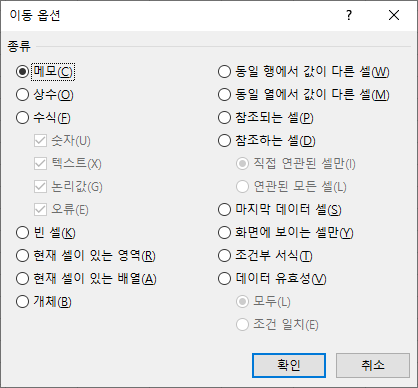 이동 옵션
?
종류
메모(C)
상수(O)
수식(F)
숫자(U)
텍스트(X)
논리값(G)
오류(E)
빈 셀(K)
현재 셀이 있는 영역(R)
현재 셀이 있는 배열(A)
개체(B)
동일 행에서 값이 다른 셀(W)
동일 열에서 값이 다른 셀(M)
참조되는 셀(P)
참조하는 셀(D)
직접 연관된 셀만(I)
연관된 모든 셀(L)
마지막 데이터 셀(S)
화면에 보이는 셀만(Y)
조건부 서식(T)
데이터 유효성(V)
모두(L)
조건 일치(E)
확인
취소